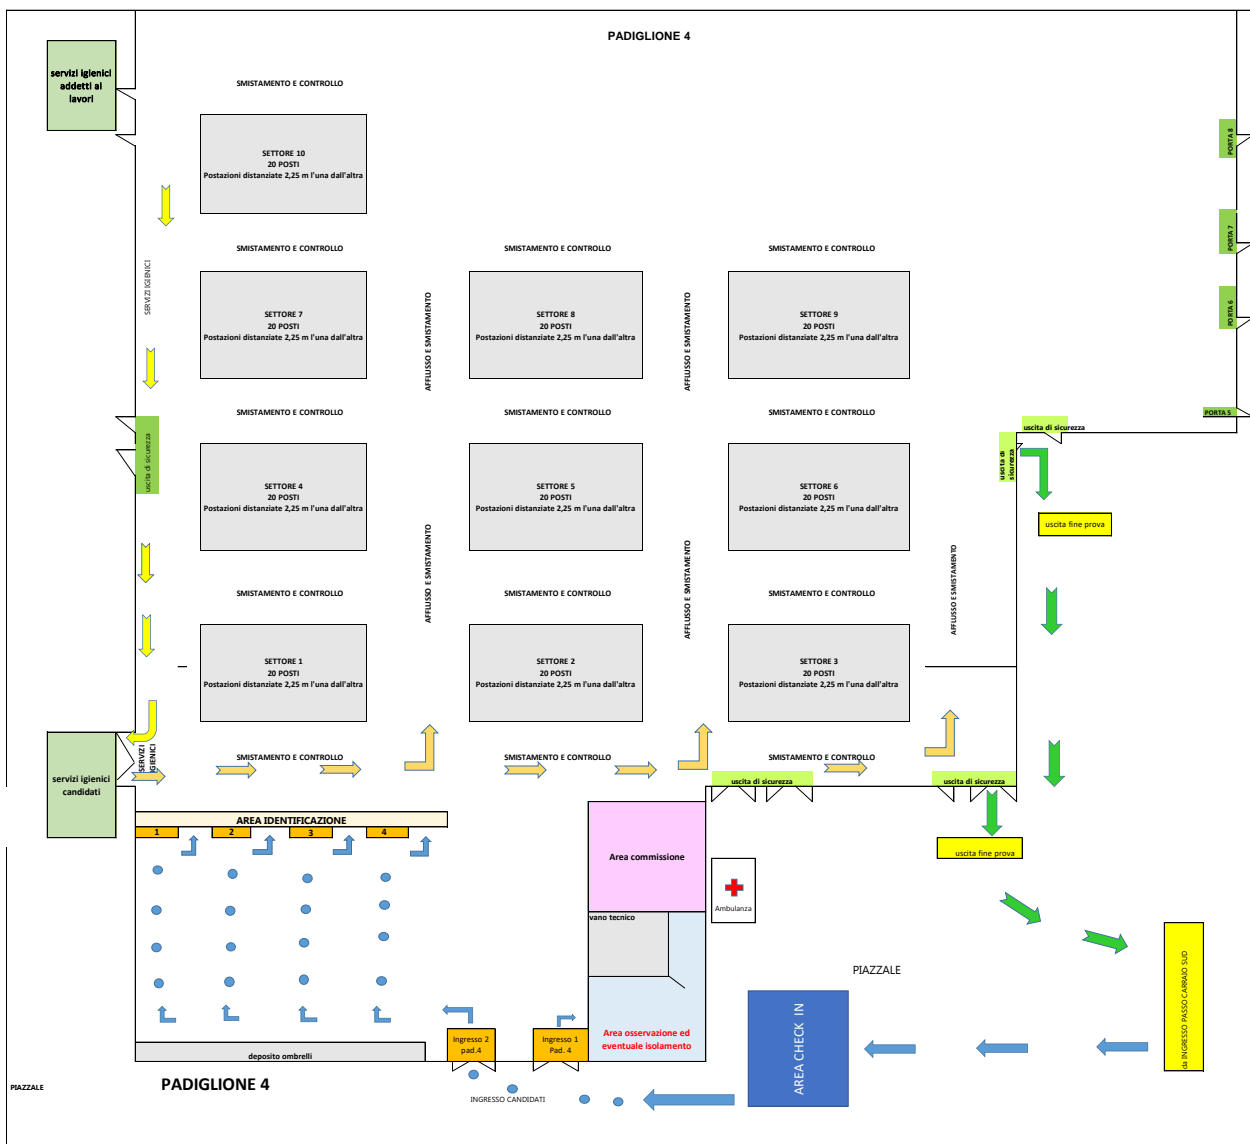 PADIGLIONE 4
servizi igienici
addetti ai
lavori
SMISTAMENTO E CONTROLLO
SETTORE 10
20 POSTI
Postazioni distanziate 2,25 m l'una dall'altra
PORTA 8
PORTA 7
PORTA 6
PORTA 5
SERVIZI IGIENICI
SMISTAMENTO E CONTROLLO
SMISTAMENTO E CONTROLLO
SMISTAMENTO E CONTROLLO
SETTORE 7
20 POSTI
Postazioni distanziate 2,25 m l'una dall'altra
AFFLUSSO E SMISTAMENTO
SETTORE 8
20 POSTI
Postazioni distanziate 2,25 m l'una dall'altra
AFFLUSSO E SMISTAMENTO
SETTORE 9
20 POSTI
Postazioni distanziate 2,25 m l'una dall'altra
SMISTAMENTO E CONTROLLO
SMISTAMENTO E CONTROLLO
SMISTAMENTO E CONTROLLO
uscita di sicurezza
uscita di sicurezza
uscita di
sicurezza
SETTORE 4
20 POSTI
Postazioni distanziate 2,25 m l'una dall'altra
SETTORE 5
20 POSTI
Postazioni distanziate 2,25 m l'una dall'altra
SETTORE 6
20 POSTI
Postazioni distanziate 2,25 m l'una dall'altra
uscita fine prova
AFFLUSSO E SMISTAMENTO
AFFLUSSO E SMISTAMENTO
AFFLUSSO E SMISTAMENTO
SMISTAMENTO E CONTROLLO
SMISTAMENTO E CONTROLLO
SMISTAMENTO E CONTROLLO
SETTORE 1
20 POSTI
Postazioni distanziate 2,25 m l'una dall'altra
SETTORE 2
20 POSTI
Postazioni distanziate 2,25 m l'una dall'altra
SETTORE 3
20 POSTI
Postazioni distanziate 2,25 m l'una dall'altra
SERVIZI
IGIENICI
SMISTAMENTO E CONTROLLO
SMISTAMENTO E CONTROLLO
SMISTAMENTO E CONTROLLO
servizi igienici
candidati
uscita di sicurezza
uscita di sicurezza
AREA IDENTIFICAZIONE
1
2
3
4
Area commissione
uscita fine prova
Ambulanza
vano tecnico
PIAZZALE
da INGRESSO PASSO CARRAIO SUD
AREA CHECK IN
Area osservazione ed
eventuale isolamento
Ingresso 2
pad.4
Ingresso 1
Pad. 4
deposito ombrelli
PIAZZALE
PADIGLIONE 4
INGRESSO CANDIDATI